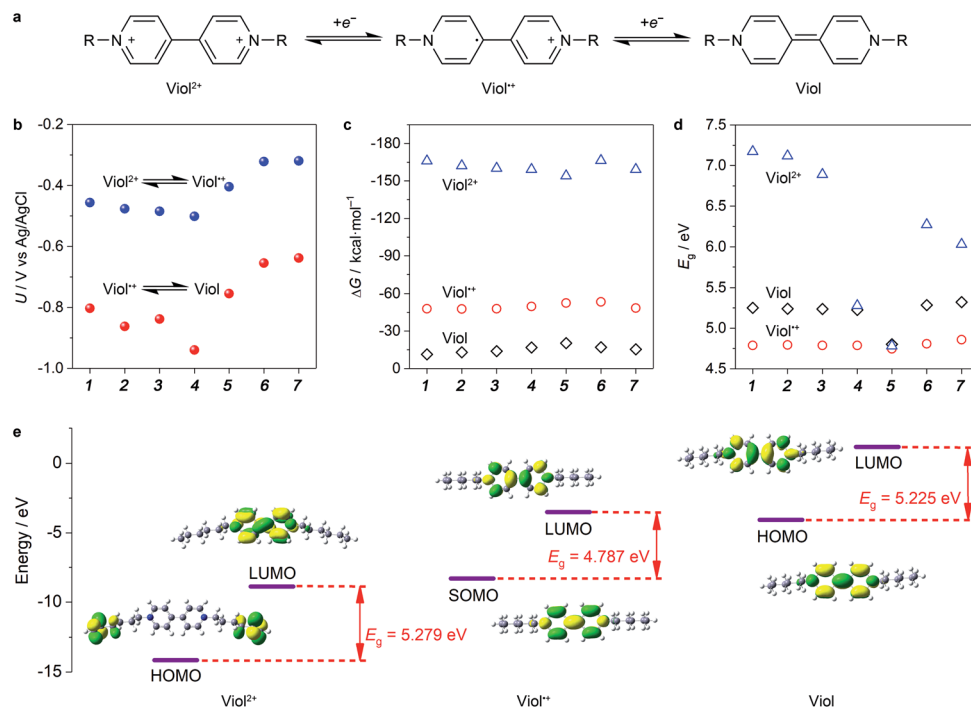 a
R
N
+
+
N
R
+e⁻
R
N
•
+
N
R
+e⁻
R
N
N
R
Viol²⁺
Viol•⁺
Viol
b
U / V vs Ag/AgCl
-0.2
-0.4
-0.6
-0.8
-1.0
Viol²⁺
Viol•⁺
Viol•⁺
Viol
1 2 3 4 5 6 7
c
ΔG / kcal·mol⁻¹
-180
-150
-120
-90
-60
-30
0
Viol²⁺
Viol•⁺
Viol
1 2 3 4 5 6 7
d
Eg / eV
7.5
7.0
6.5
6.0
5.5
5.0
4.5
Viol²⁺
Viol
Viol•⁺
1 2 3 4 5 6 7
e
Energy / eV
0
-5
-10
-15
LUMO
Eg = 5.279 eV
HOMO
LUMO
Eg = 4.787 eV
SOMO
LUMO
Eg = 5.225 eV
HOMO
Viol²⁺
Viol•⁺
Viol